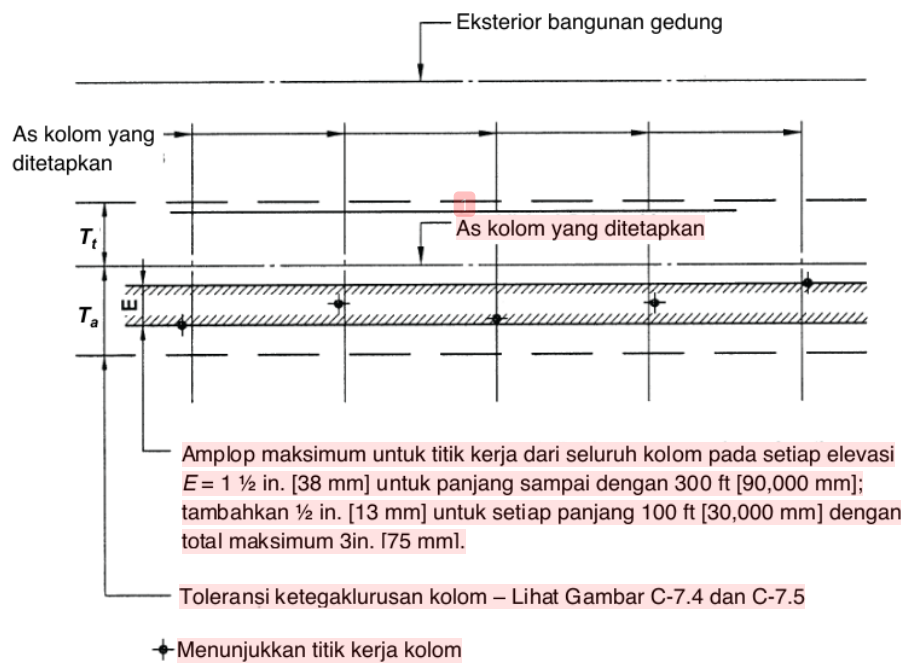 Eksterior bangunan gedung
As kolom yang
ditetapkan
As kolom yang ditetapkan
Tt
E
Ta
Amplop maksimum untuk titik kerja dari seluruh kolom pada setiap elevasi
E = 1 ½ in. [38 mm] untuk panjang sampai dengan 300 ft [90,000 mm];
tambahkan ½ in. [13 mm] untuk setiap panjang 100 ft [30,000 mm] dengan
total maksimum 3in. [75 mm].
Toleransi ketegaklurusan kolom – Lihat Gambar C-7.4 dan C-7.5
Menunjukkan titik kerja kolom